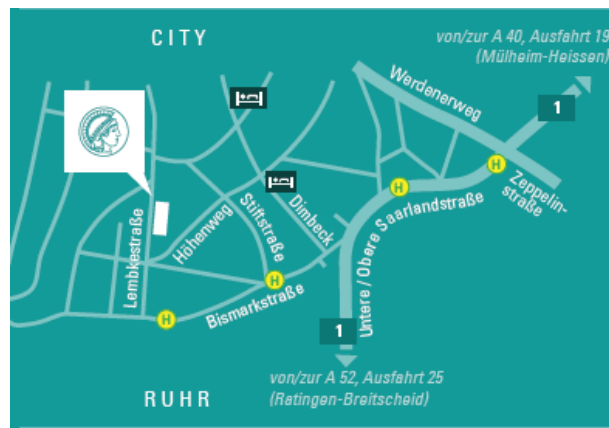 CITY
von/zur A 40, Ausfahrt 19
(Mülheim-Heissen)
1
Werdenerweg
H
H
Zeppelin-
straße
Lembkestraße
Höhenweg
Stiftstraße
Dimbeck
Untere / Obere Saarlandstraße
H
Bismarkstraße
H
1
von/zur A 52, Ausfahrt 25
(Ratingen-Breitscheid)
RUHR